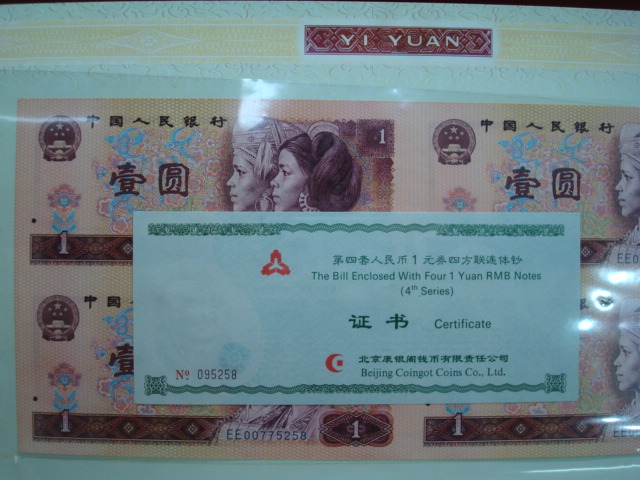 YI YUAN
中国人民银行
1
中国人民银行
壹圆
壹圆
第四套人民币1元券四方联连体钞
The Bill Enclosed With Four 1 Yuan RMB Notes
(4th Series)
1
证书 Certificate
北京康银阁钱币有限责任公司
Beijing Coingot Coins Co., Ltd.
No. 095258
中
壹
1
EE00775258
1
1